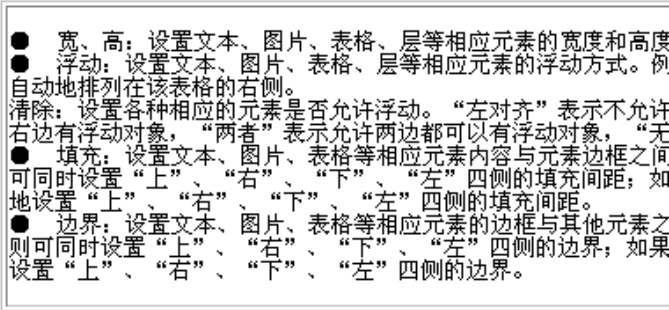 ● 宽、高：设置文本、图片、表格、层等相应元素的宽度和高度
● 浮动：设置文本、图片、表格、层等相应元素的浮动方式。例
自动地排列在该表格的右侧。
清除：设置各种相应的元素是否允许浮动。“左对齐”表示不允许
右边有浮动对象，“两者”表示允许两边都可以有浮动对象，“无
● 填充：设置文本、图片、表格等相应元素内容与元素边框之间
可同时设置“上”、“右”、“下”、“左”四侧的填充间距；如
地设置“上”、“右”、“下”、“左”四侧的填充间距。
● 边界：设置文本、图片、表格等相应元素的边框与其他元素之
则可同时设置“上”、“右”、“下”、“左”四侧的边界；如果
设置“上”、“右”、“下”、“左”四侧的边界。